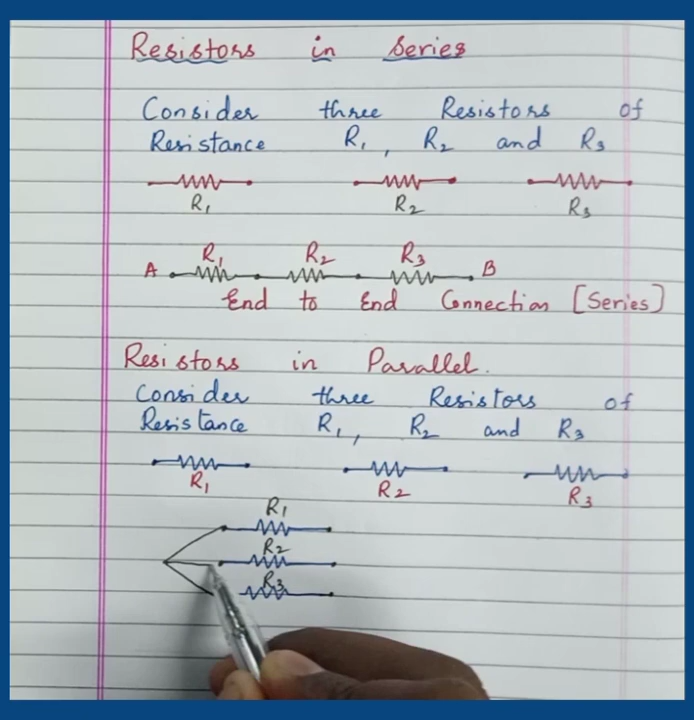 Resistors in Series
Consider three Resistors of
Resistance R1, R2 and R3
R1 R2 R3
R1 R2 R3
A B
End to End Connection [Series]
Resistors in Parallel.
Consider three Resistors of
Resistance R1, R2 and R3
R1 R2 R3
R1
R2
R3